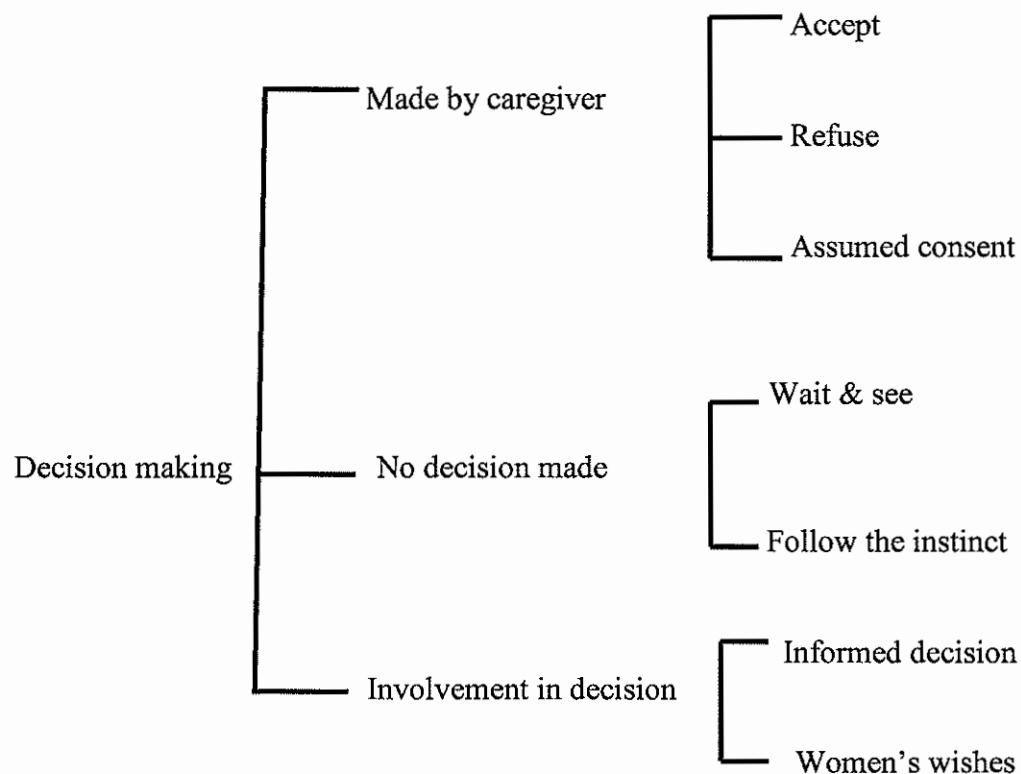 Decision making
Made by caregiver
Accept
Refuse
Assumed consent
No decision made
Wait & see
Follow the instinct
Involvement in decision
Informed decision
Women's wishes